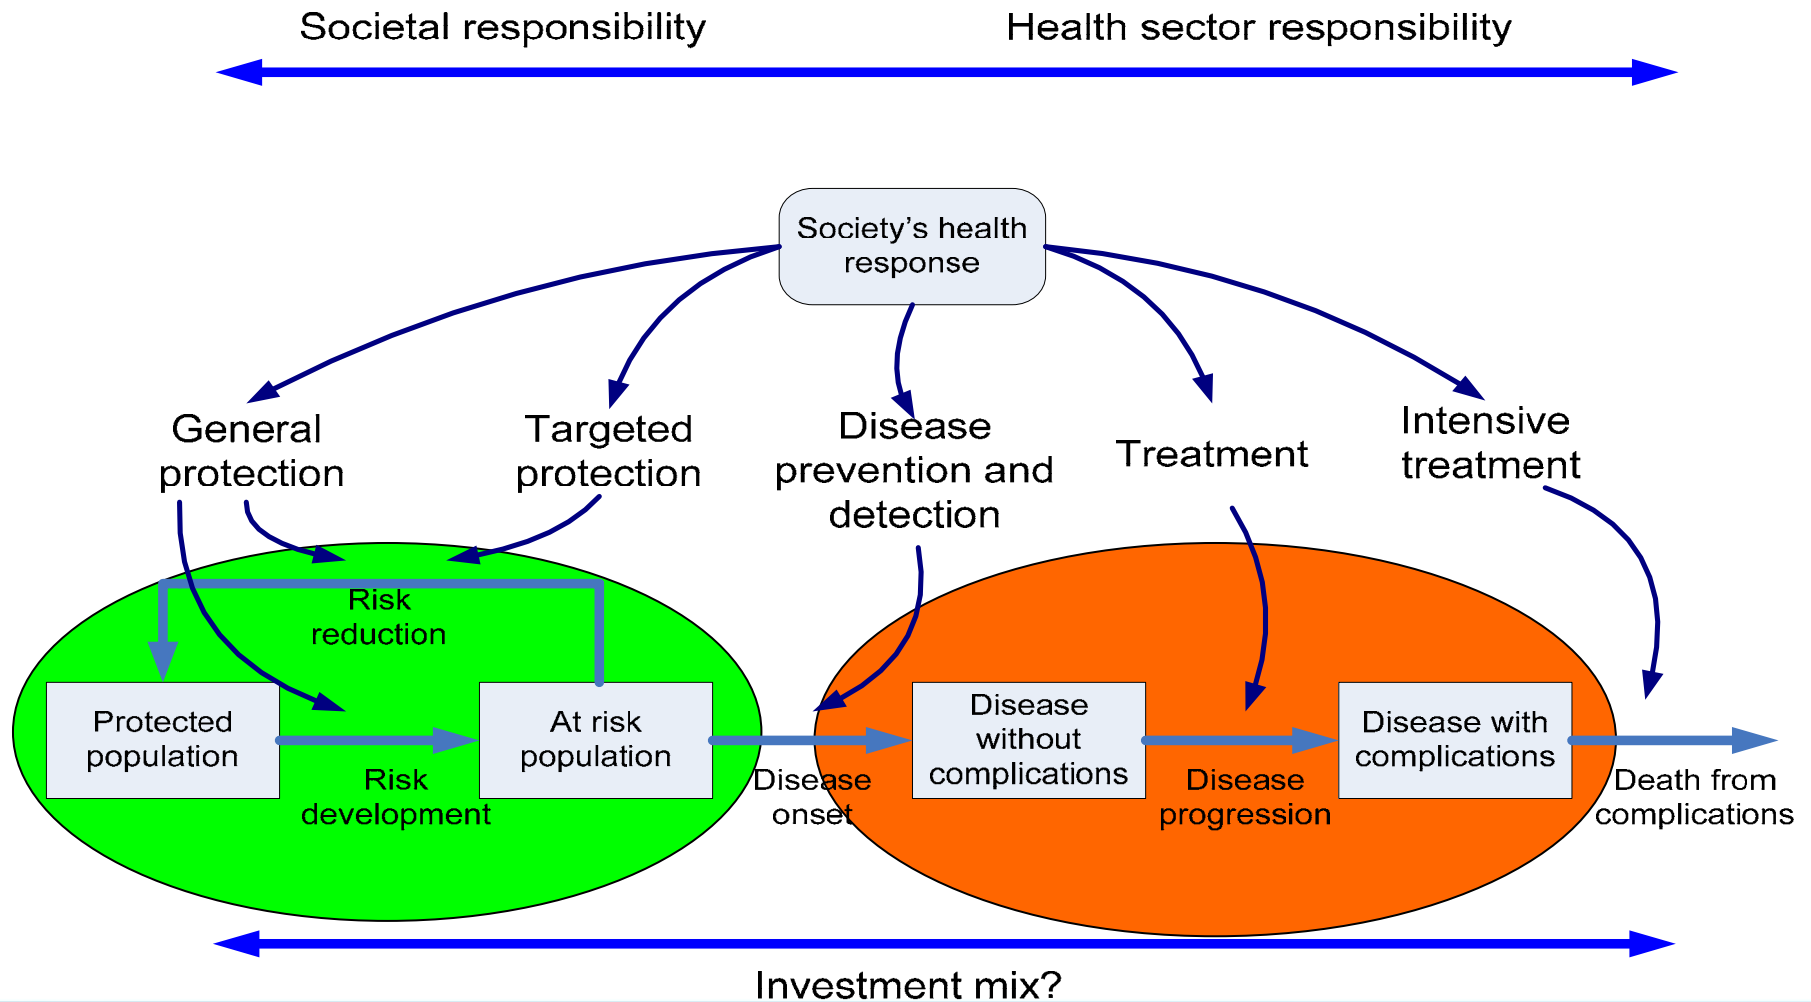 Societal responsibility
Health sector responsibility
Society’s health
response
General
protection
Targeted
protection
Disease
prevention and
detection
Treatment
Intensive
treatment
Risk
reduction
Protected
population
Risk
development
At risk
population
Disease
onset
Disease
without
complications
Disease
progression
Disease with
complications
Death from
complications
Investment mix?